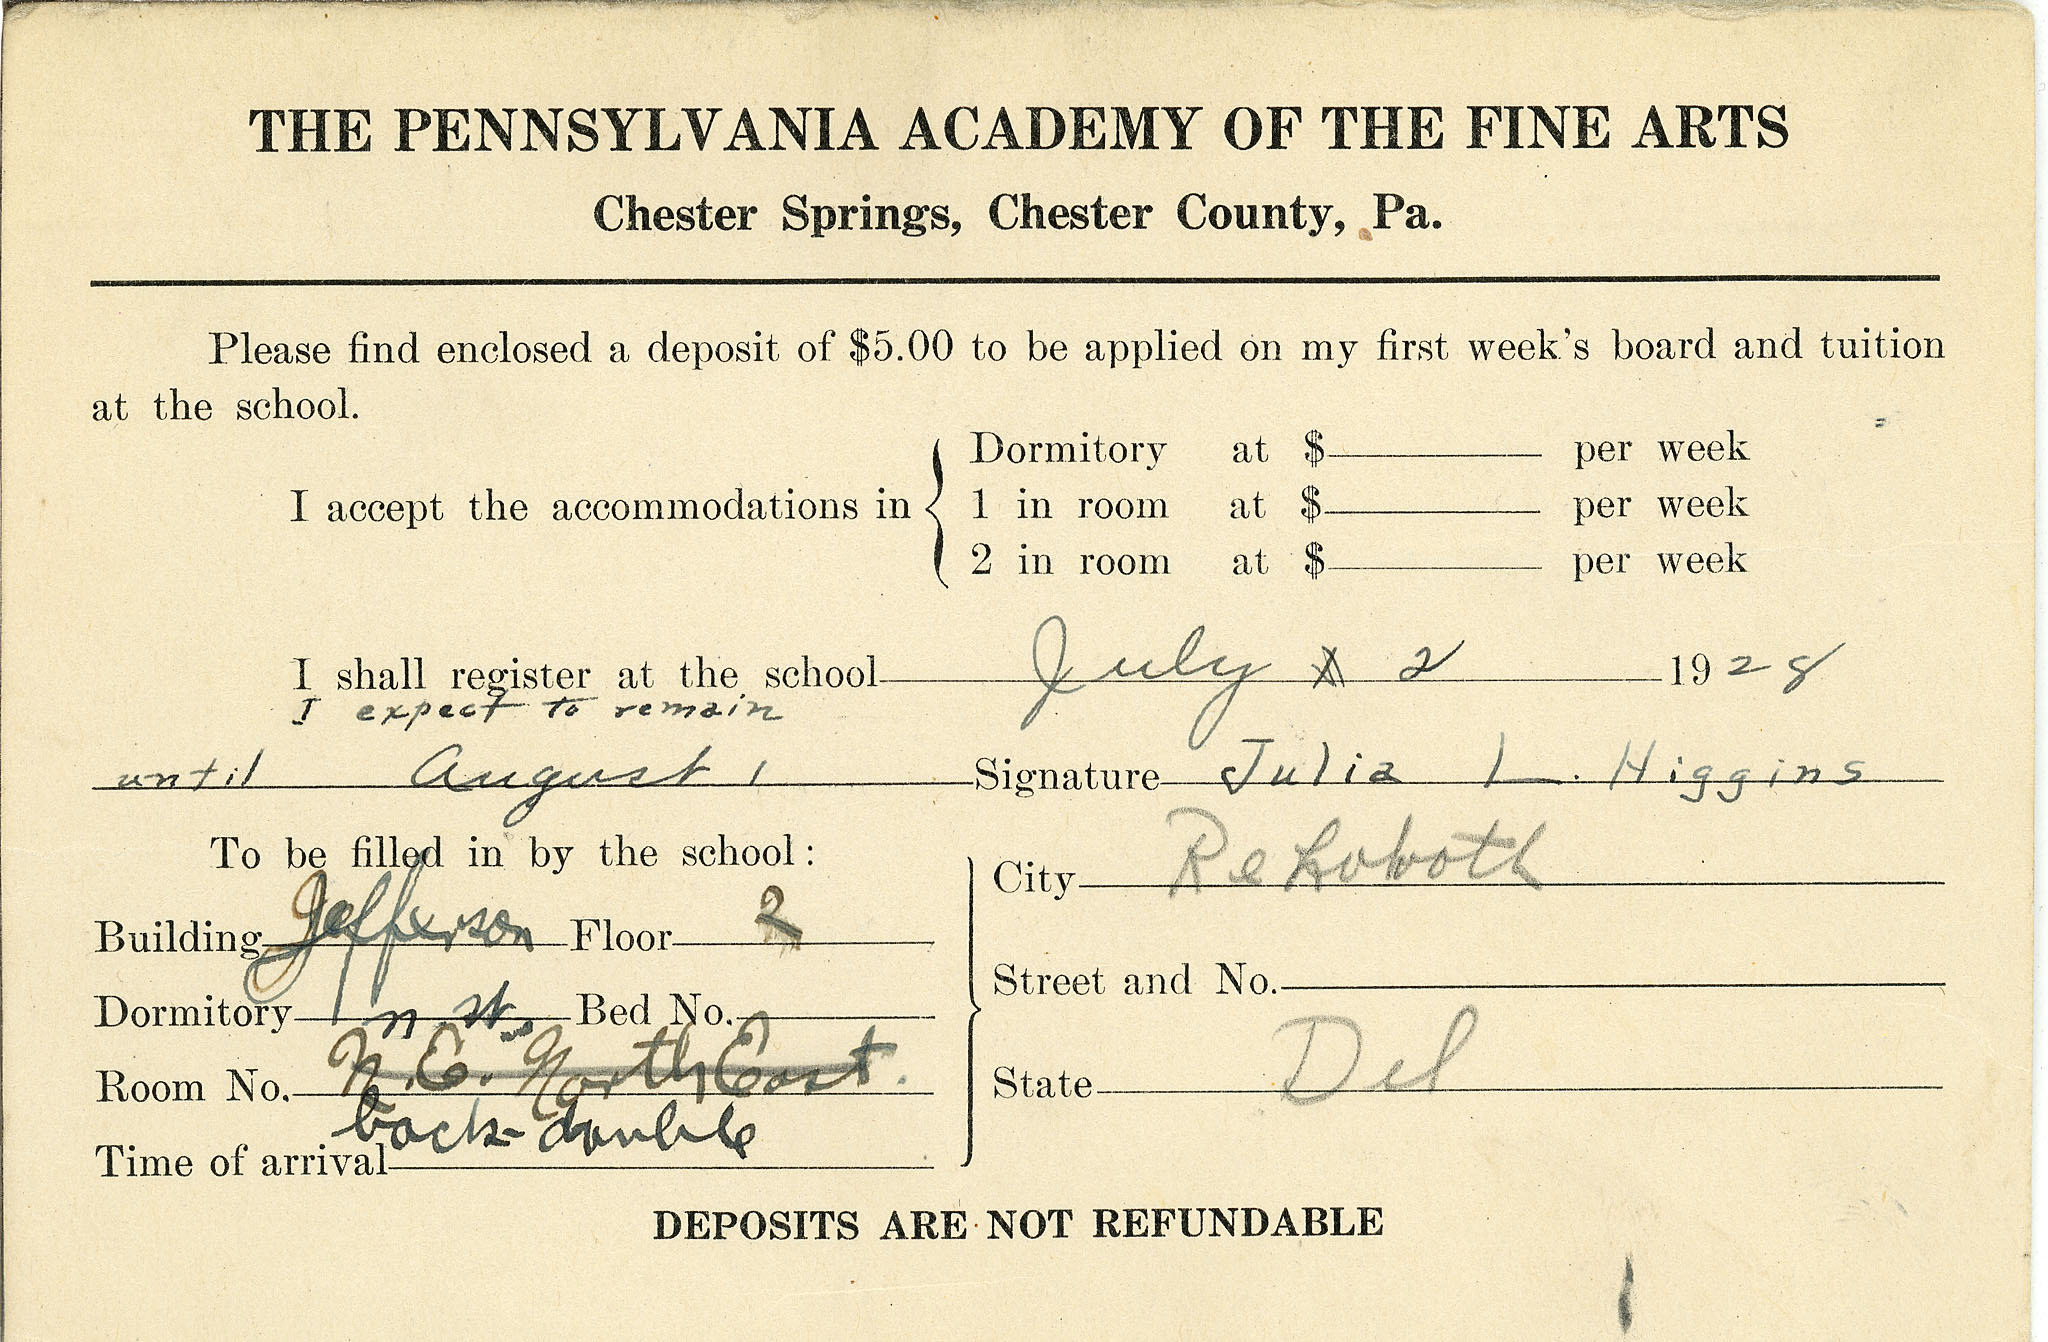 THE PENNSYLVANIA ACADEMY OF THE FINE ARTS
Chester Springs, Chester County, Pa.
Please find enclosed a deposit of $5.00 to be applied on my first week's board and tuition
at the school.
Dormitory at $ per week
I accept the accommodations in { 1 in room at $ per week
2 in room at $ per week
I shall register at the school July 2 1928
I expect to remain
until August 1 Signature Julia L. Higgins
To be filled in by the school:
City Rehoboth
Building Jefferson Floor 2
Street and No.
Dormitory Bed No.
Room No. N.E. North East.
State Del
back-double
Time of arrival
DEPOSITS ARE NOT REFUNDABLE